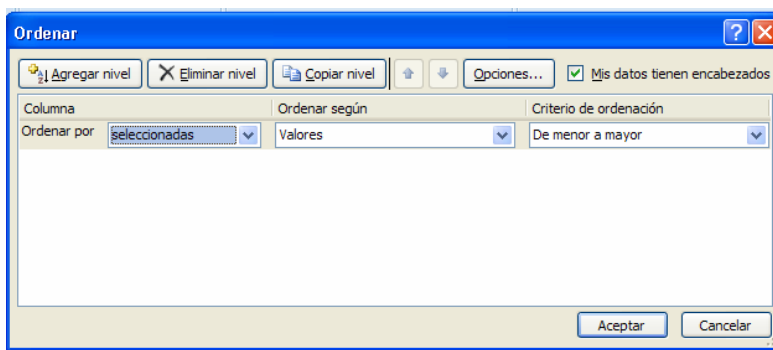 Ordenar
Agregar nivel Eliminar nivel Copiar nivel Opciones... Mis datos tienen encabezados
Columna Ordenar según Criterio de ordenación
Ordenar por seleccionadas Valores De menor a mayor
Aceptar Cancelar